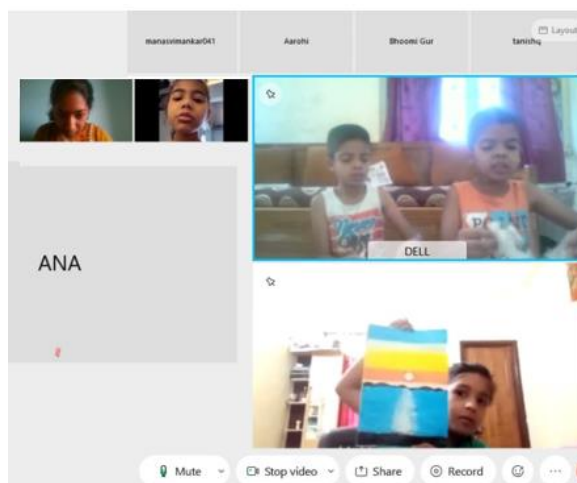 manasvimankar041 Aarohi Bhoomi Gur tanishq Layout
DELL
ANA
Mute Stop video Share Record